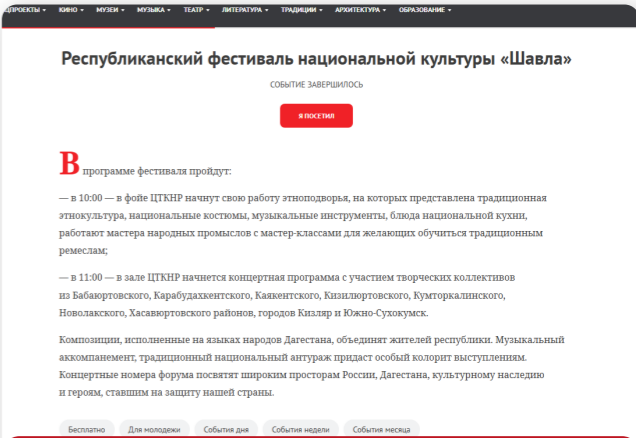 КИНО МУЗЕИ МУЗЫКА ТЕАТР ЛИТЕРАТУРА ТРАДИЦИИ АРХИТЕКТУРА ОБРАЗОВАНИЕ
Республиканский фестиваль национальной культуры «Шавла»
СОБЫТИЕ ЗАВЕРШИЛОСЬ
Я ПОСЕТИЛ
В программе фестиваля пройдут:
— в 10:00 — в фойе ЦТКНР начнут свою работу этноподворья, на которых представлена традиционная
этнокультура, национальные костюмы, музыкальные инструменты, блюда национальной кухни,
работают мастера народных промыслов с мастер-классами для желающих обучиться традиционным
ремеслам;
— в 11:00 — в зале ЦТКНР начнется концертная программа с участием творческих коллективов
из Бабаюртовского, Карабудахкентского, Каякентского, Кизилюртовского, Кумторкалинского,
Новолакского, Хасавюртовского районов, городов Кизляр и Южно-Сухокумск.
Композиции, исполненные на языках народов Дагестана, объединят жителей республики. Музыкальный
аккомпанемент, традиционный национальный антураж придаст особый колорит выступлениям.
Концертные номера форума посвятят широким просторам России, Дагестана, культурному наследию
и героям, ставшим на защиту нашей страны.
Бесплатно Для молодежи События дня События недели События месяца